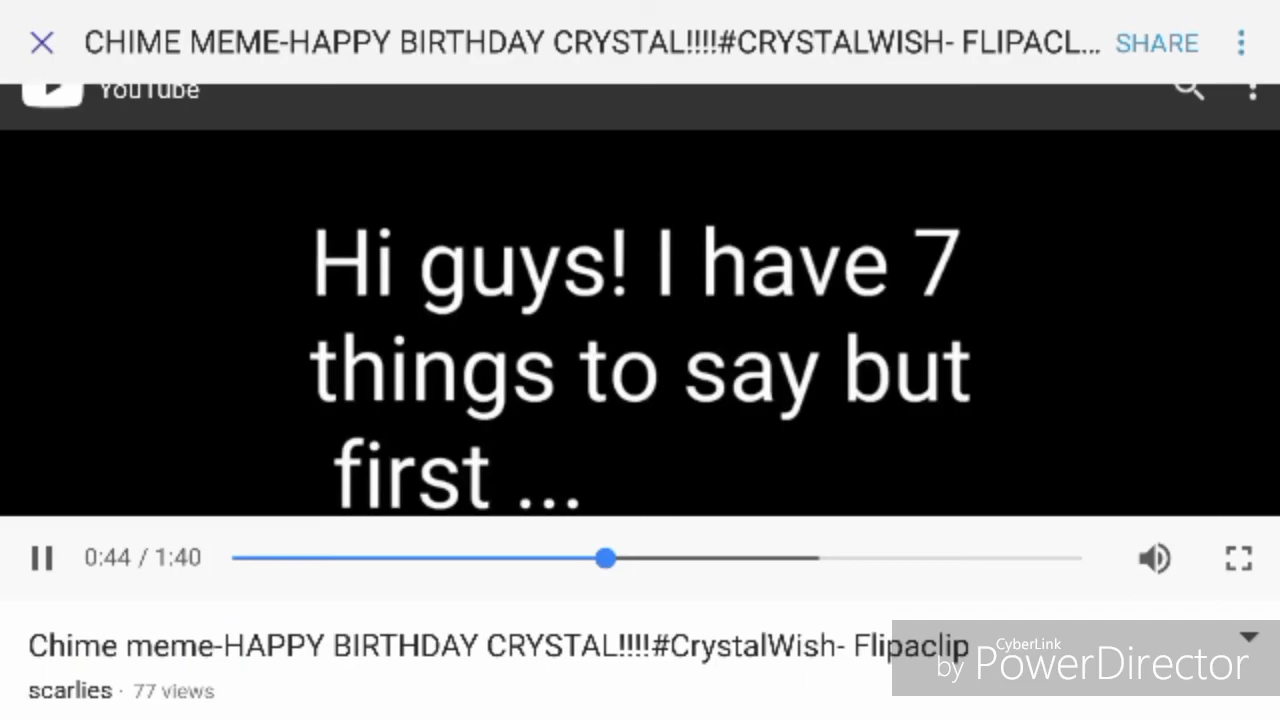 CHIME MEME-HAPPY BIRTHDAY CRYSTAL!!!!#CRYSTALWISH- FLIPACL... SHARE
YouTube
Hi guys! I have 7
things to say but
first ...
0:44 / 1:40
Chime meme-HAPPY BIRTHDAY CRYSTAL!!!!#CrystalWish- Flipaclip
scarlies · 77 views
CyberLink
by PowerDirector